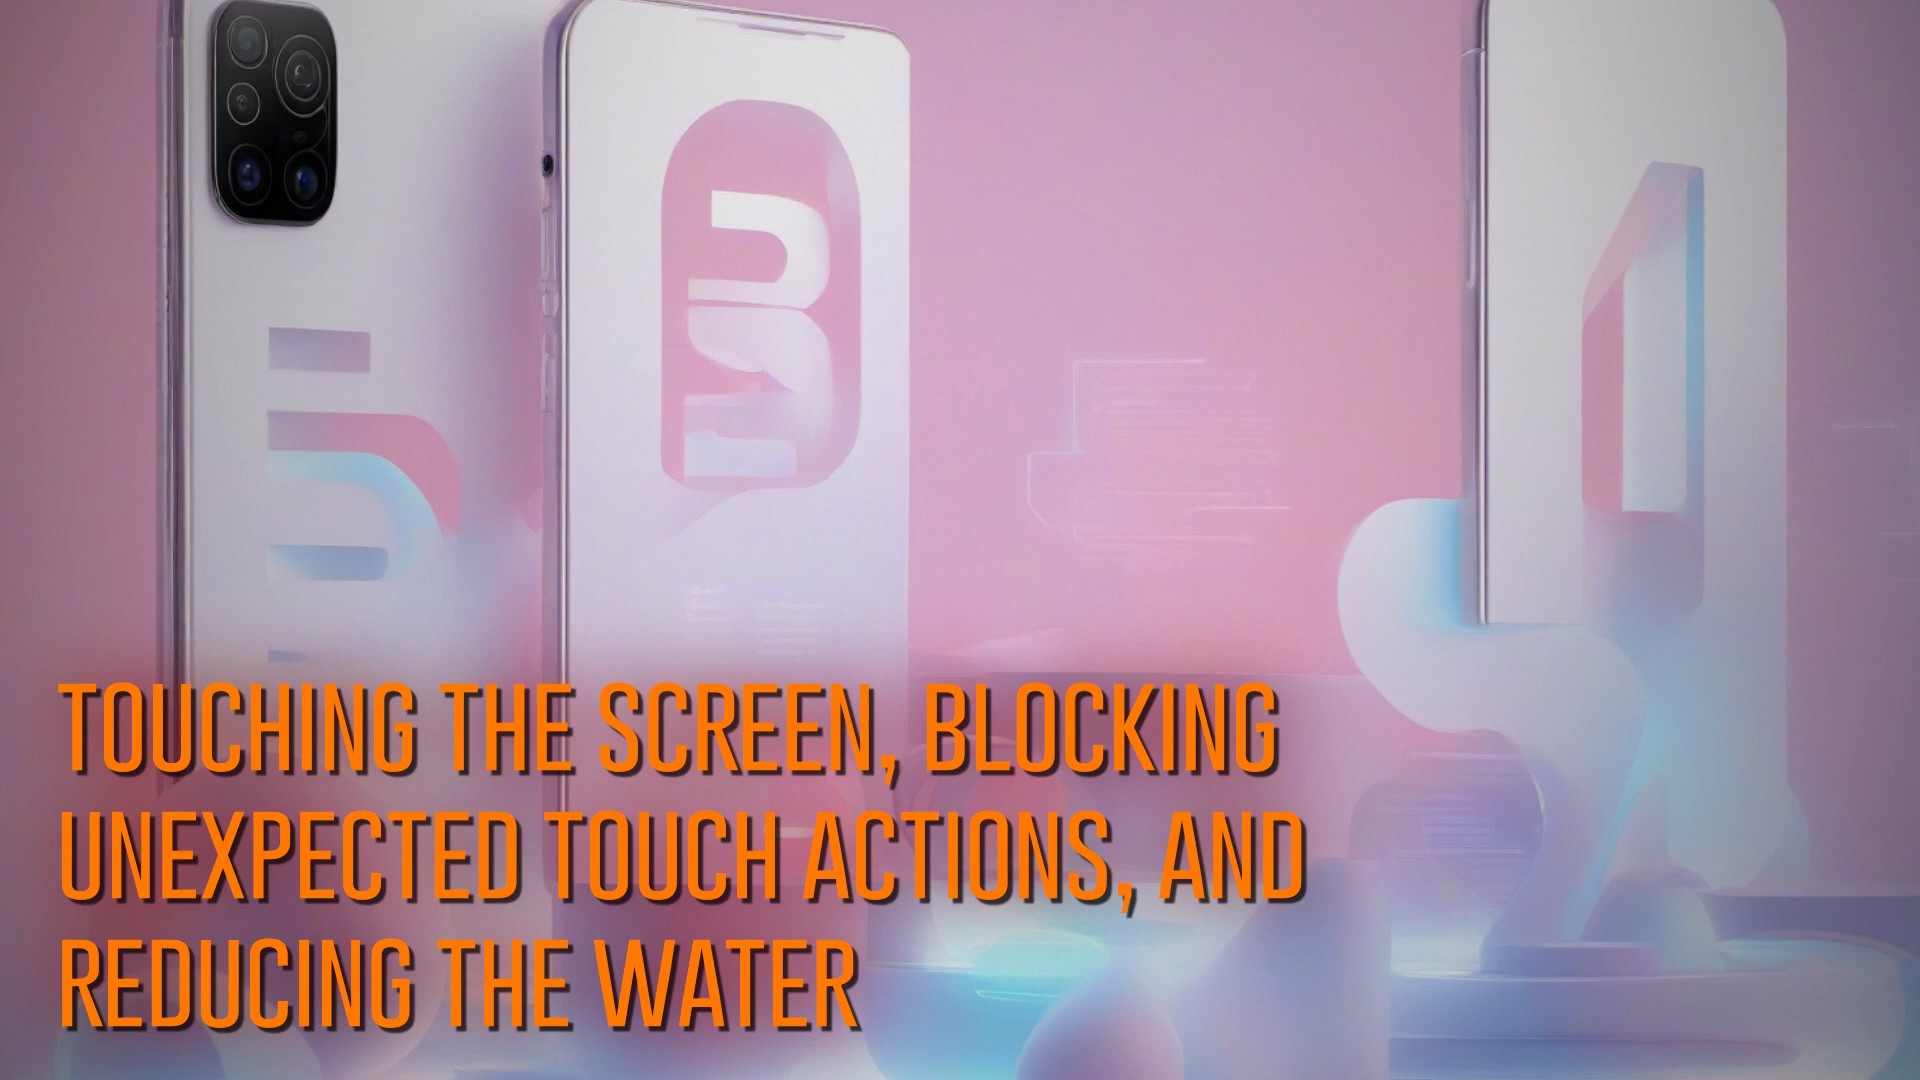 TOUCHING THE SCREEN, BLOCKING
UNEXPECTED TOUCH ACTIONS, AND
REDUCING THE WATER